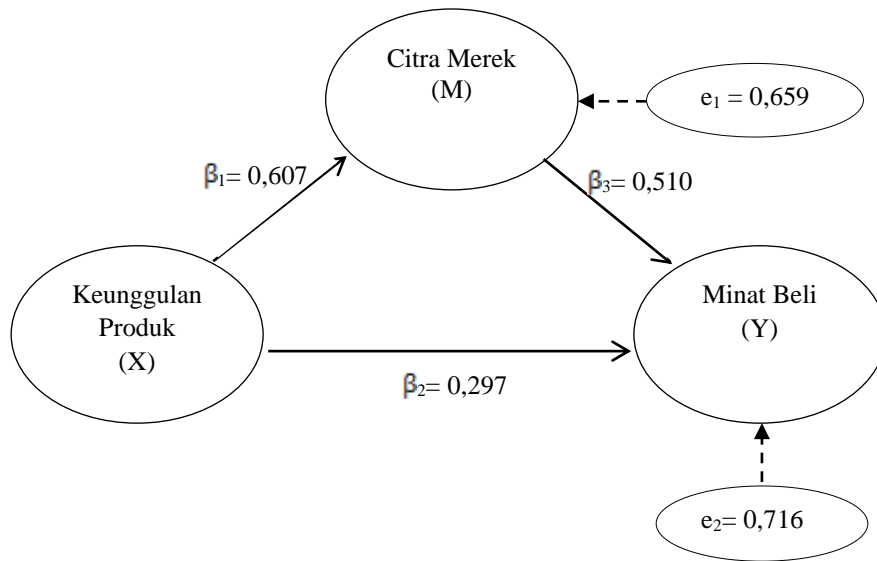 Citra Merek
(M)
e₁ = 0,659
β₁= 0,607
β₃= 0,510
Keunggulan
Produk
(X)
Minat Beli
(Y)
β₂= 0,297
e₂= 0,716